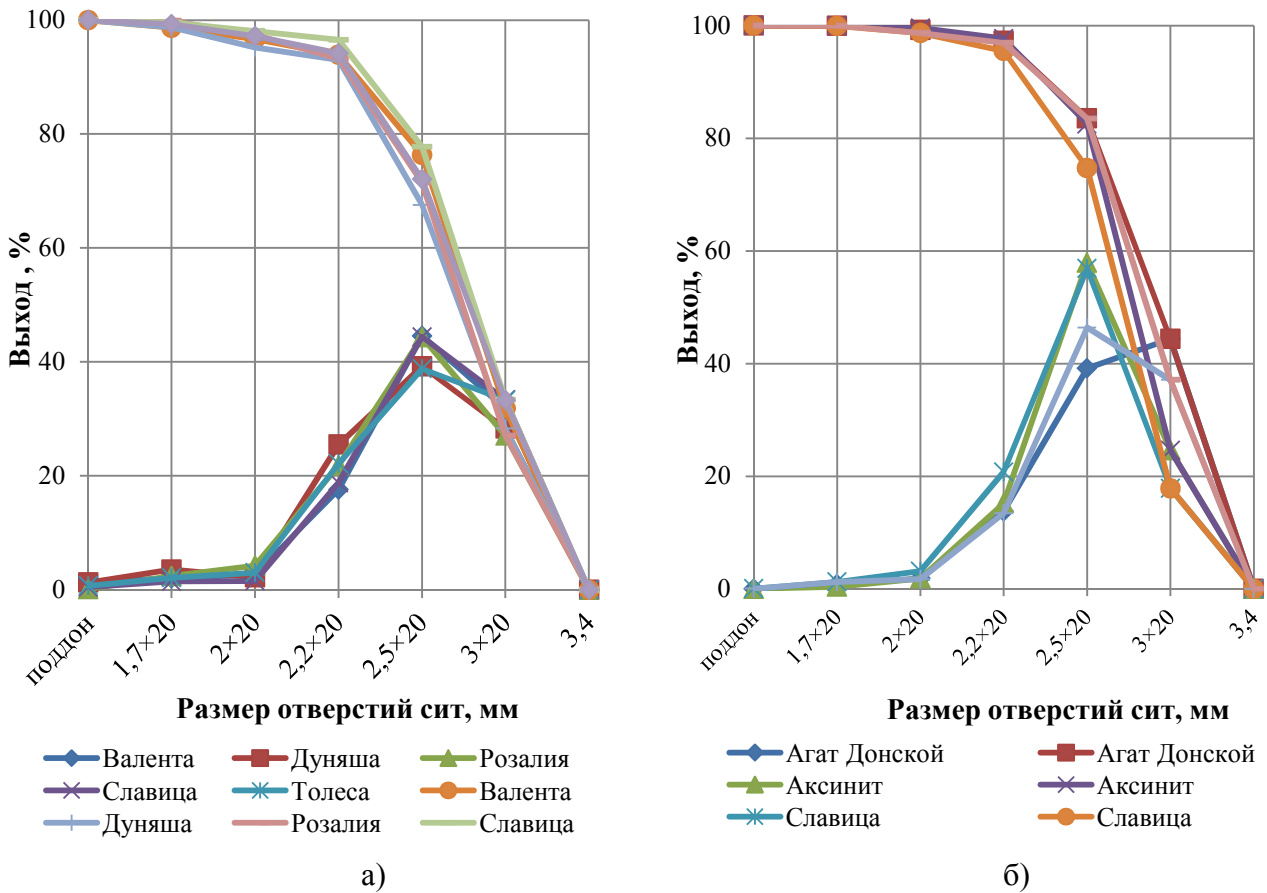 100
80
60
40
20
0
Выход , %
поддон
1,7×20
2×20
2,2×20
2,5×20
3×20
3,4
Размер отверстий сит, мм
Валента
Дуняша
Розалия
Славица
Толеса
Валента
Дуняша
Розалия
Славица
а)
100
80
60
40
20
0
Выход, %
поддон
1,7×20
2×20
2,2×20
2,5×20
3×20
3,4
Размер отверстий сит, мм
Агат Донской
Агат Донской
Аксинит
Аксинит
Славица
Славица
б)